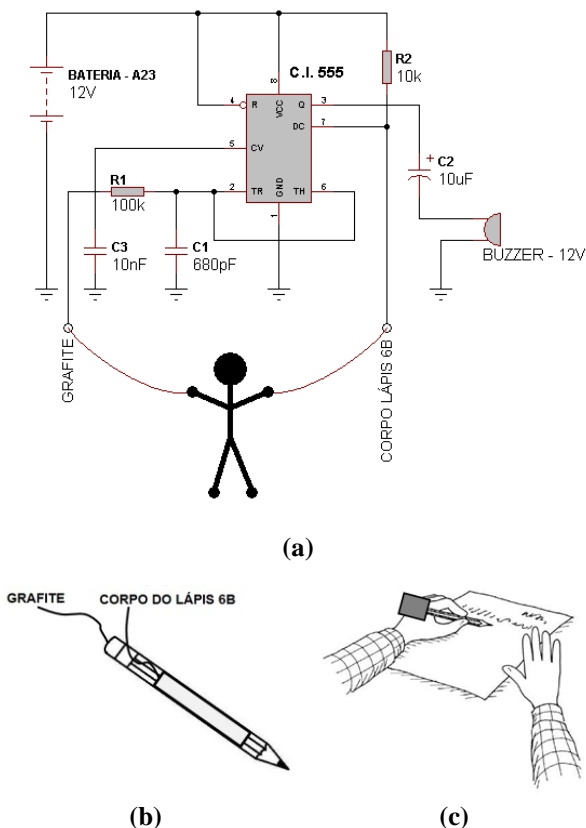 R2
10k
C.I. 555
BATERIA - A23
12V
8
VCC
4
R
Q
3
DC
7
5
CV
R1
100k
2
TR
GND
TH
6
1
C2
+
10uF
BUZZER - 12V
C3
10nF
C1
680pF
GRAFITE
CORPO LÁPIS 6B
(a)
GRAFITE
CORPO DO LÁPIS 6B
(b)
(c)